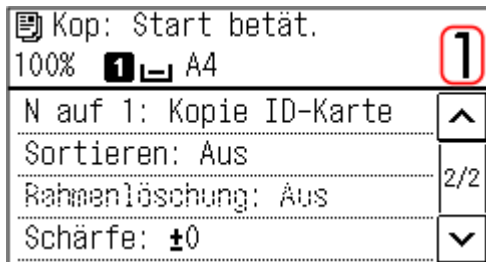 Kop: Start betät.
100% 1 A4 1
N auf 1: Kopie ID-Karte
Sortieren: Aus
2/2
Rahmenlöschung: Aus
Schärfe: ±0